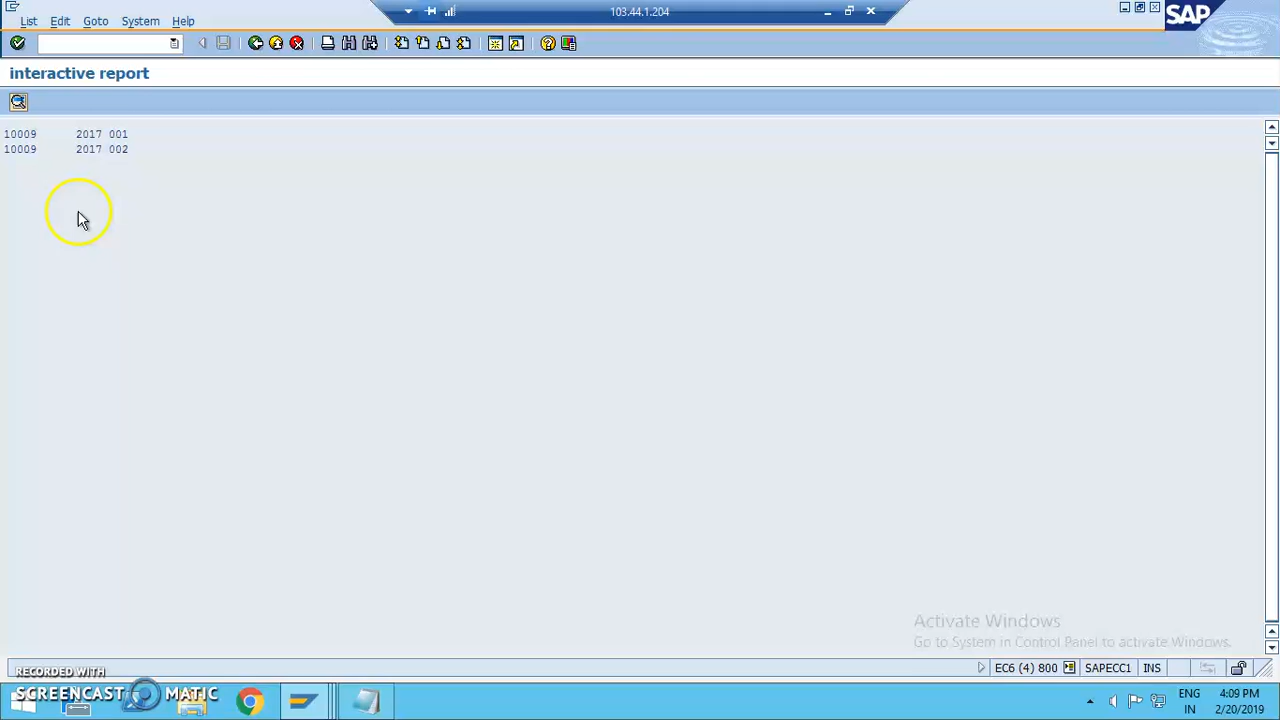 103.44.1.204
List Edit Goto System Help
SAP
interactive report
10009 2017 001
10009 2017 002
Activate Windows
Go to System in Control Panel to activate Windows.
EC6 (4) 800 SAPECC1 INS
RECORDED WITH
SCREENCAST MATIC
ENG 4:09 PM
IN 2/20/2019